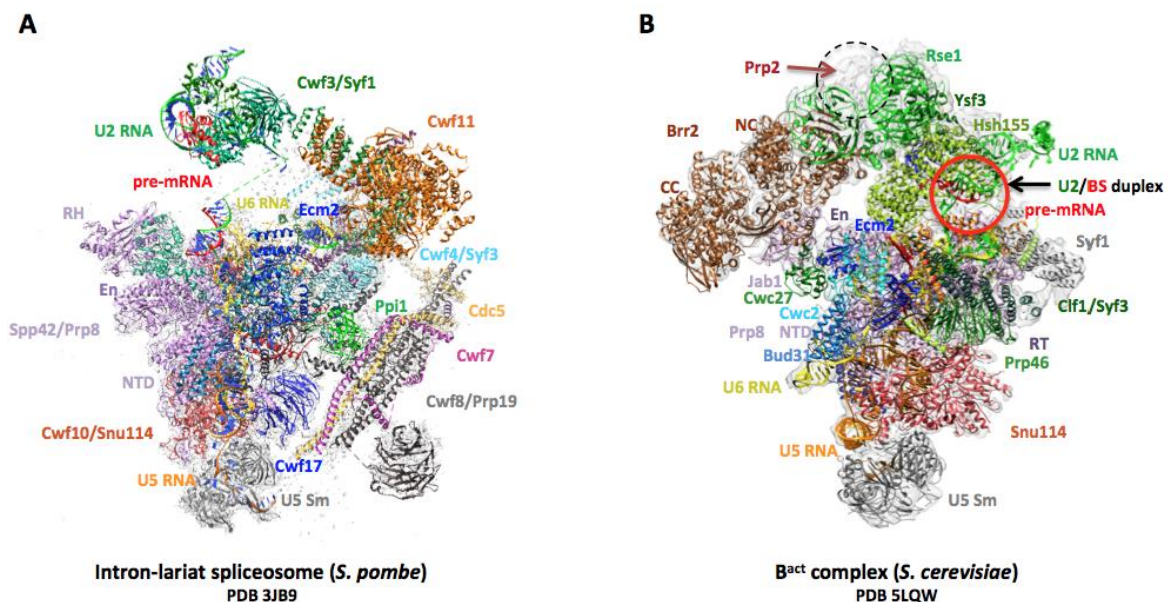 A
Cwf3/Syf1
Cwf11
U2 RNA
pre-mRNA
U6 RNA
Ecm2
RH
Cwf4/Syf3
En
Ppi1
Cdc5
Spp42/Prp8
Cwf7
NTD
Cwf8/Prp19
Cwf10/Snu114
Cwf17
U5 RNA
U5 Sm
Intron-lariat spliceosome (S. pombe)
PDB 3JB9
B
Rse1
Prp2
Ysf3
Hsh155
Brr2
NC
U2 RNA
U2/BS duplex
CC
pre-mRNA
En
Ecm2
Syf1
Jab1
Cwc27
Clf1/Syf3
Cwc2
Prp8 NTD
RT
Bud31
Prp46
U6 RNA
Snu114
U5 RNA
U5 Sm
Bact complex (S. cerevisiae)
PDB 5LQW